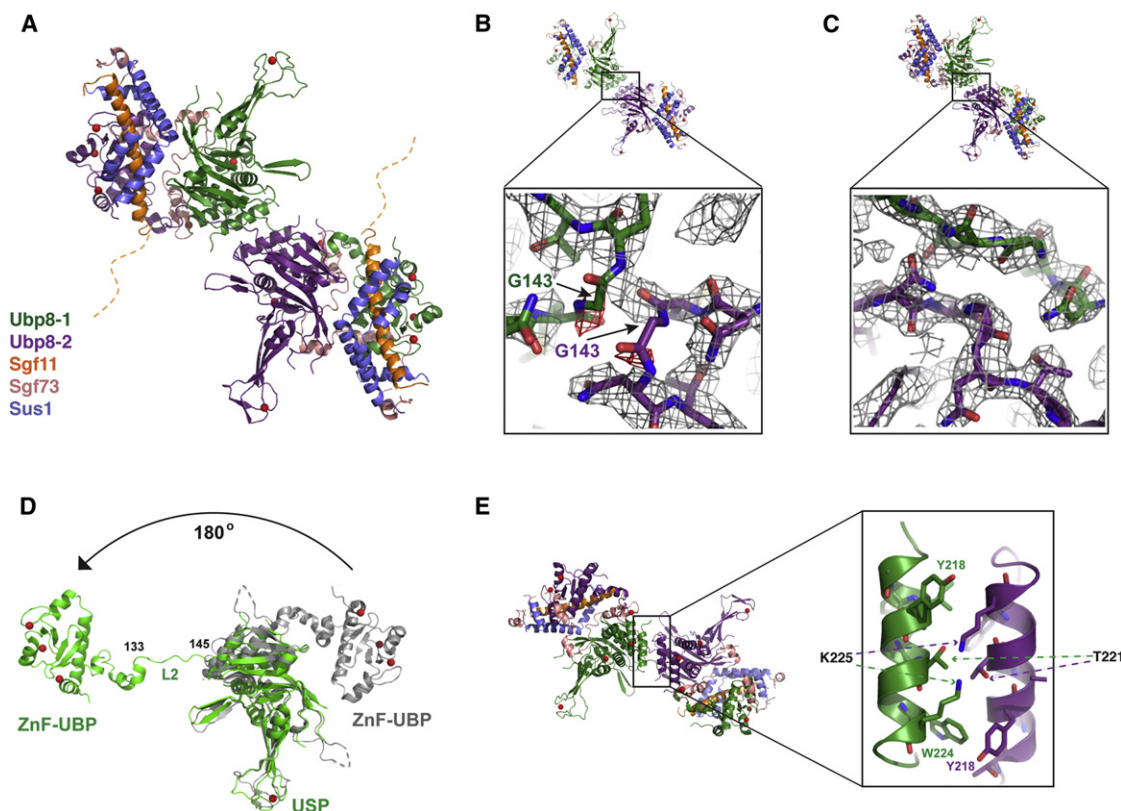 A
B
C
Ubp8-1
Ubp8-2
Sgf11
Sgf73
Sus1
G143
G143
D
E
180°
133
145
L2
ZnF-UBP
ZnF-UBP
USP
Y218
K225
T221
W224
Y218